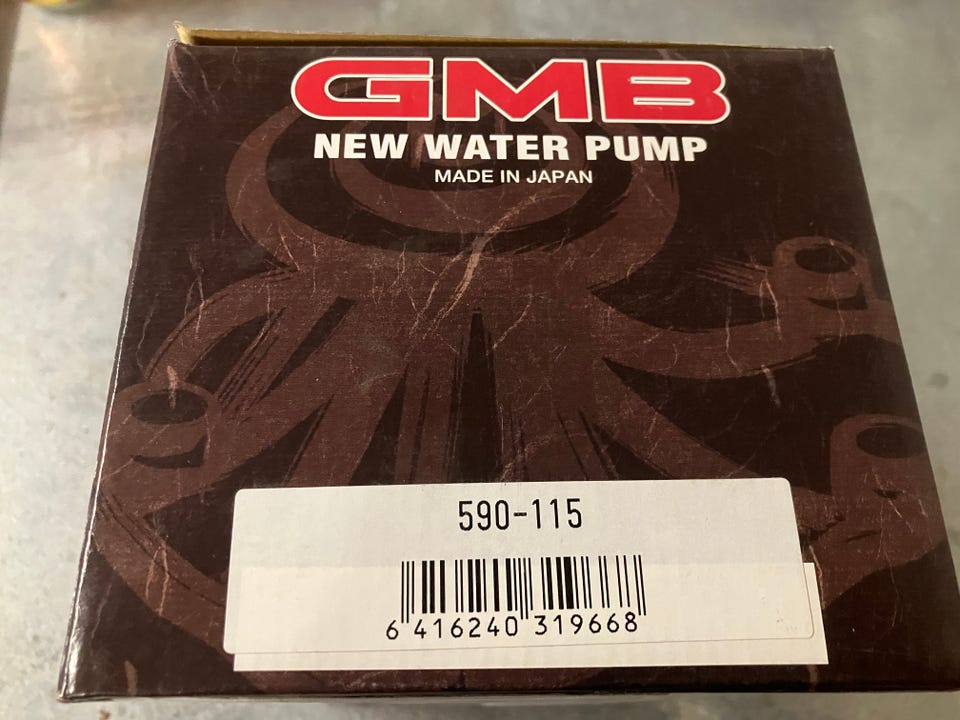 GMB
NEW WATER PUMP
MADE IN JAPAN
590-115
6 416240 319668